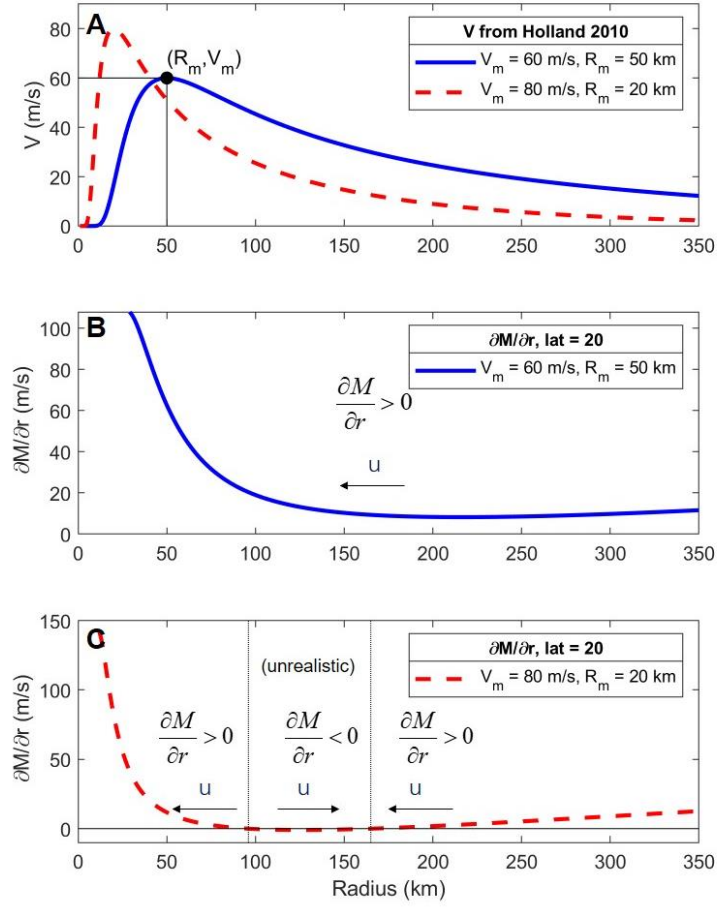 A
V from Holland 2010
V_m = 60 m/s, R_m = 50 km
V_m = 80 m/s, R_m = 20 km
(R_m,V_m)
V (m/s)
80
60
40
20
0
0 50 100 150 200 250 300 350
B
∂M/∂r, lat = 20
V_m = 60 m/s, R_m = 50 km
∂M/∂r > 0
u
∂M/∂r (m/s)
100
80
60
40
20
0
0 50 100 150 200 250 300 350
C
∂M/∂r, lat = 20
V_m = 80 m/s, R_m = 20 km
(unrealistic)
∂M/∂r > 0 ∂M/∂r < 0 ∂M/∂r > 0
u u u
∂M/∂r (m/s)
150
100
50
0
0 50 100 150 200 250 300 350
Radius (km)